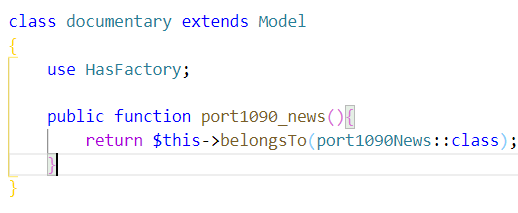 class documentary extends Model
{
    use HasFactory;
    public function port1090_news(){
        return $this->belongsTo(port1090News::class);
    }
}